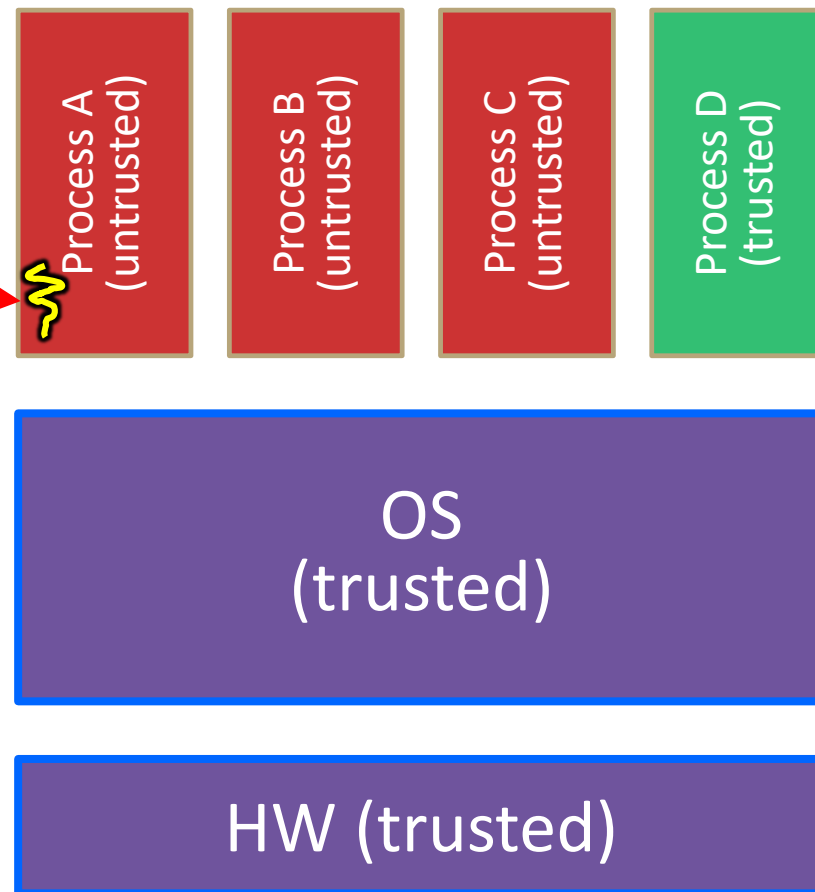 Process A
(untrusted)
Process B
(untrusted)
Process C
(untrusted)
Process D
(trusted)
OS
(trusted)
HW (trusted)